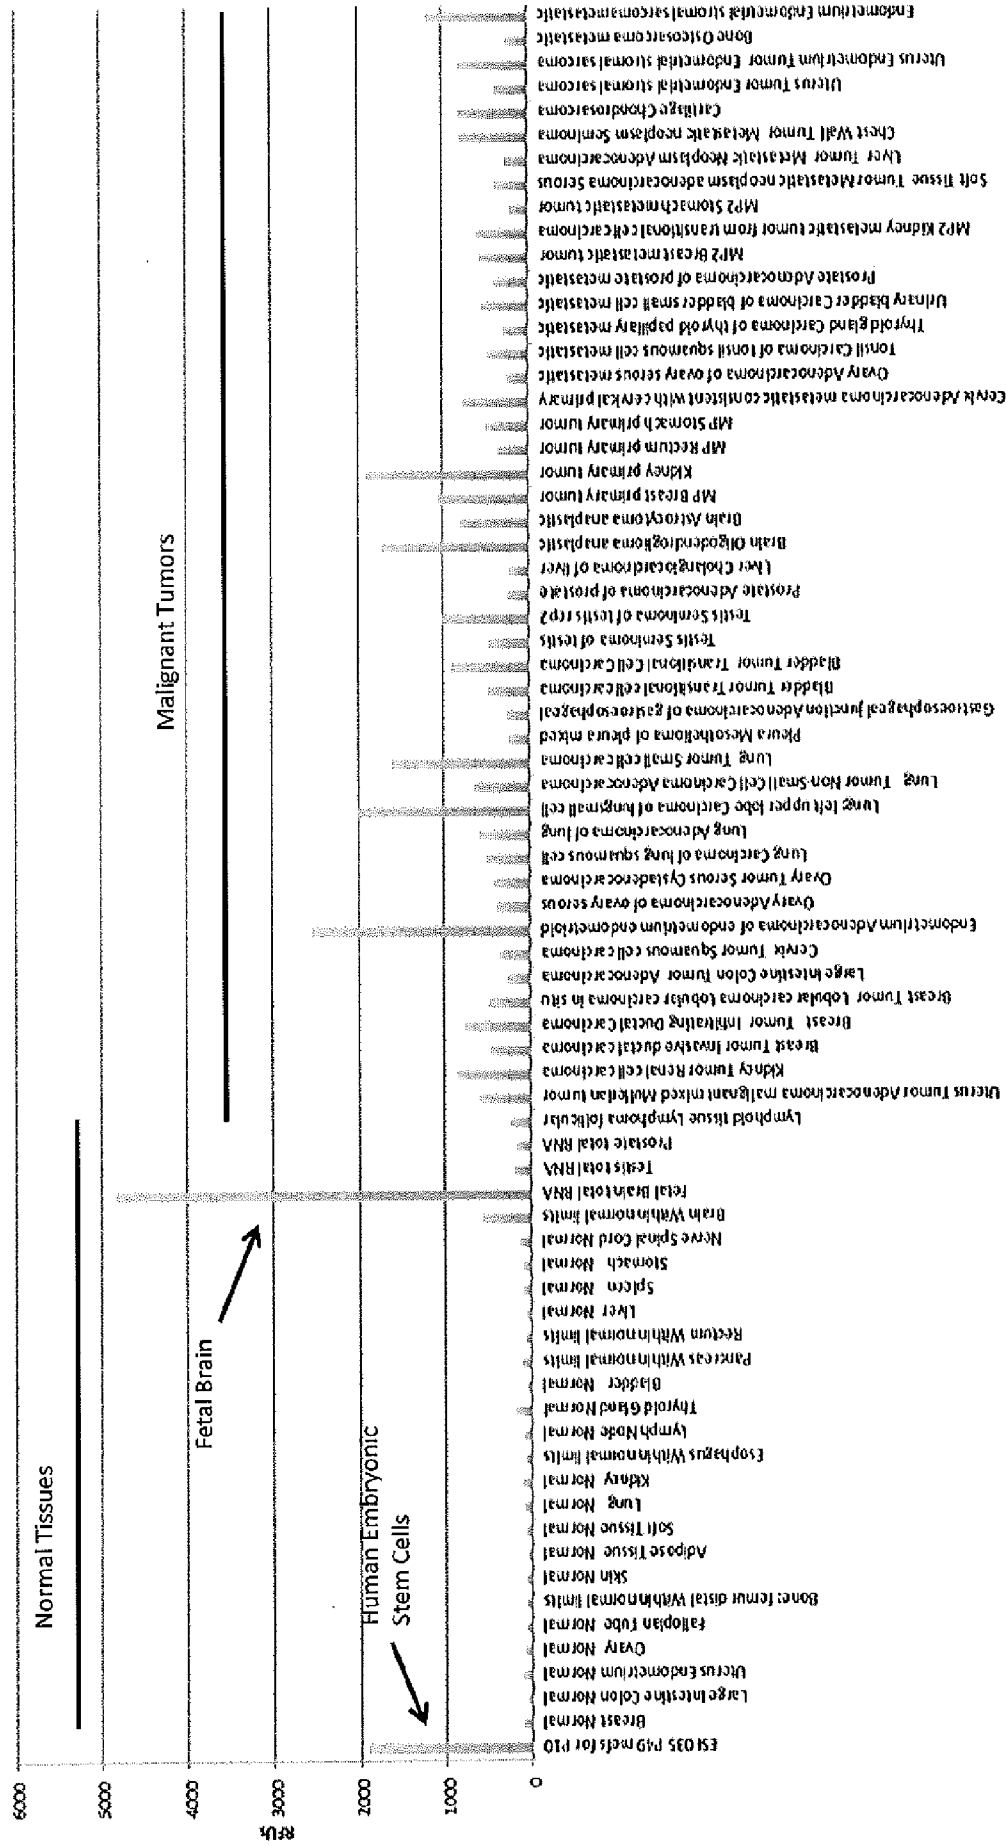 Normal Tissues
Malignant Tumors
Fetal Brain
Human Embryonic
Stem Cells
RFUs
6000
5000
4000
3000
2000
1000
0
ESI 035 P49 mefs for P10
Breast Normal
Large Intestine Colon Normal
Uterus Endometrium Normal
Ovary Normal
Fallopian Tube Normal
Bone: femur distal Within normal limits
Skin Normal
Adipose Tissue Normal
Soft Tissue Normal
Lung Normal
Kidney Normal
Esophagus Within normal limits
Lymph Node Normal
Thyroid Gland Normal
Bladder Normal
Pancreas Within normal limits
Rectum Within normal limits
Liver Normal
Spleen Normal
Stomach Normal
Nerve Spinal Cord Normal
Brain Within normal limits
Fetal Brain total RNA
Testis total RNA
Prostate total RNA
Lymphoid tissue Lymphoma follicular
Uterus Tumor Adenocarcinoma malignant mixed Mullerian tumor
Kidney Tumor Renal cell carcinoma
Breast Tumor Invasive ductal carcinoma
Breast Tumor Infiltrating Ductal Carcinoma
Breast Tumor Lobular carcinoma lobular carcinoma in situ
Large Intestine Colon Tumor Adenocarcinoma
Cervix Tumor Squamous cell carcinoma
Endometrium Adenocarcinoma of endometrium endometrioid
Ovary Adenocarcinoma of ovary serous
Ovary Tumor Serous Cystadenocarcinoma
Lung Carcinoma of lung squamous cell
Lung Adenocarcinoma of lung
Lung: left upper lobe Carcinoma of lung small cell
Lung Tumor Non-Small Cell Carcinoma Adenocarcinoma
Lung Tumor Small cell carcinoma
Pleura Mesothelioma of pleura mixed
Gastroesophageal junction Adenocarcinoma of gastroesophageal
Bladder Tumor Transitional cell carcinoma
Bladder Tumor Transitional Cell Carcinoma
Testis Seminoma of testis
Testis Seminoma of testis rep2
Prostate Adenocarcinoma of prostate
Liver Cholangiocarcinoma of liver
Brain Oligodendroglioma anaplastic
Brain Astrocytoma anaplastic
MP Breast primary tumor
Kidney primary tumor
MP Rectum primary tumor
MP Stomach primary tumor
Cervix Adenocarcinoma metastatic consistent with cervical primary
Ovary Adenocarcinoma of ovary serous metastatic
Tonsil Carcinoma of tonsil squamous cell metastatic
Thyroid gland Carcinoma of thyroid papillary metastatic
Urinary bladder Carcinoma of bladder small cell metastatic
Prostate Adenocarcinoma of prostate metastatic
MP2 Breast metastatic tumor
MP2 Kidney metastatic tumor from transitional cell carcinoma
MP2 Stomach metastatic tumor
Soft Tissue Tumor Metastatic neoplasm adenocarcinoma Serous
Liver Tumor Metastatic Neoplasm Adenocarcinoma
Chest Wall Tumor Metastatic neoplasm Seminoma
Cartilage Chondrosarcoma
Uterus Tumor Endometrial stromal sarcoma
Uterus Endometrium Tumor Endometrial stromal sarcoma
Bone Osteosarcoma metastatic
Endometrium Endometrial stromal sarcoma metastatic